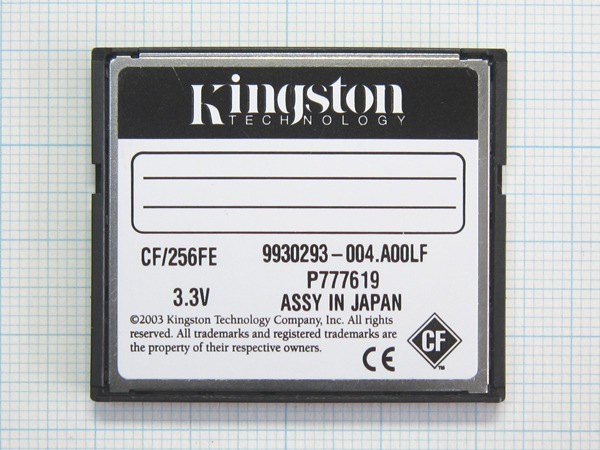 Kingston
TECHNOLOGY
CF/256FE
9930293-004.A00LF
P777619
3.3V
ASSY IN JAPAN
©2003 Kingston Technology Company, Inc. All rights
reserved. All trademarks and registered trademarks are
the property of their respective owners.
CE
CF
™